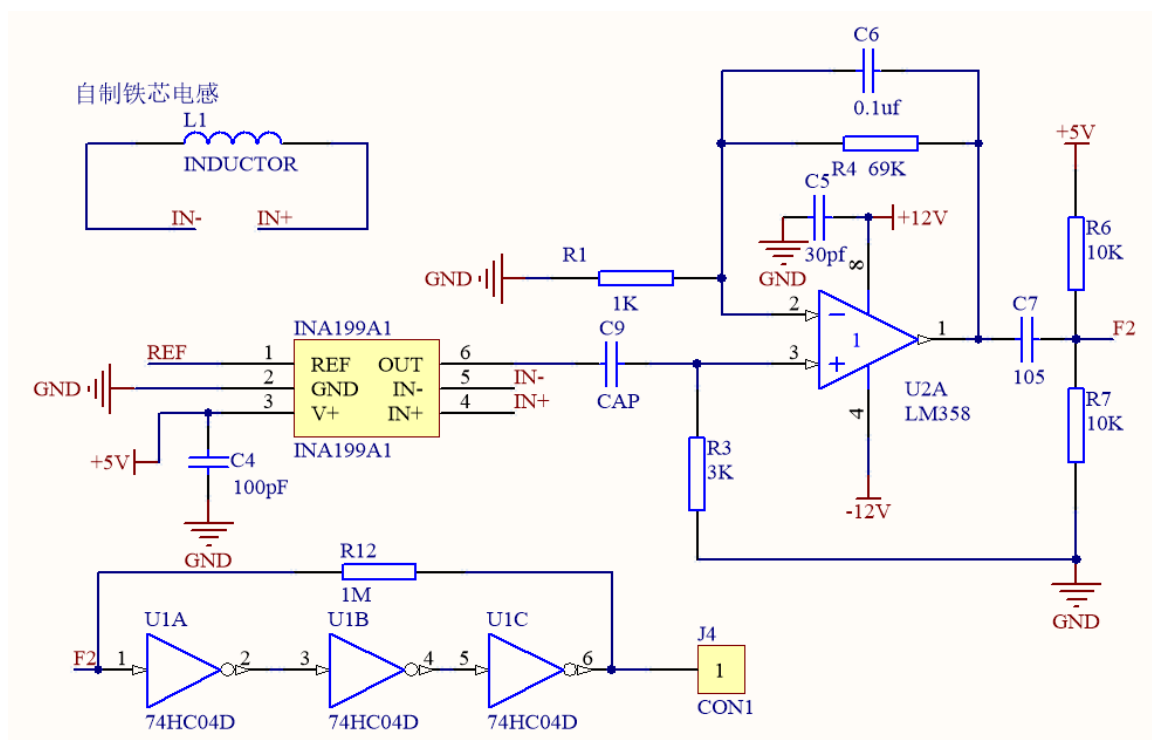 自制铁芯电感
L1
INDUCTOR
IN-
IN+
C6
0.1uf
R4 69K
C5
30pf
GND
+12V
8
+5V
R6
10K
R1
1K
GND
2
3
1
1
4
U2A
LM358
-12V
C7
105
F2
R7
10K
INA199A1
REF
1
REF
OUT
6
GND
2
GND
IN-
5
IN-
3
V+
IN+
4
IN+
INA199A1
+5V
C4
100pF
GND
C9
CAP
R3
3K
GND
R12
1M
U1A
U1B
U1C
F2
1
2
3
4
5
6
74HC04D
74HC04D
74HC04D
J4
1
CON1